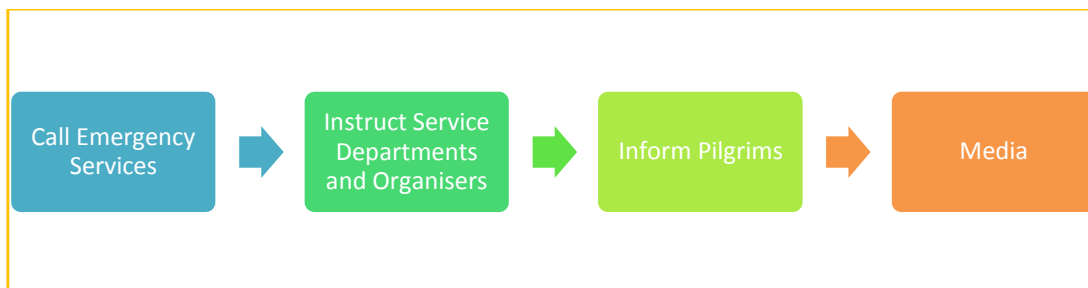 Call Emergency
Services
Instruct Service
Departments
and Organisers
Inform Pilgrims
Media